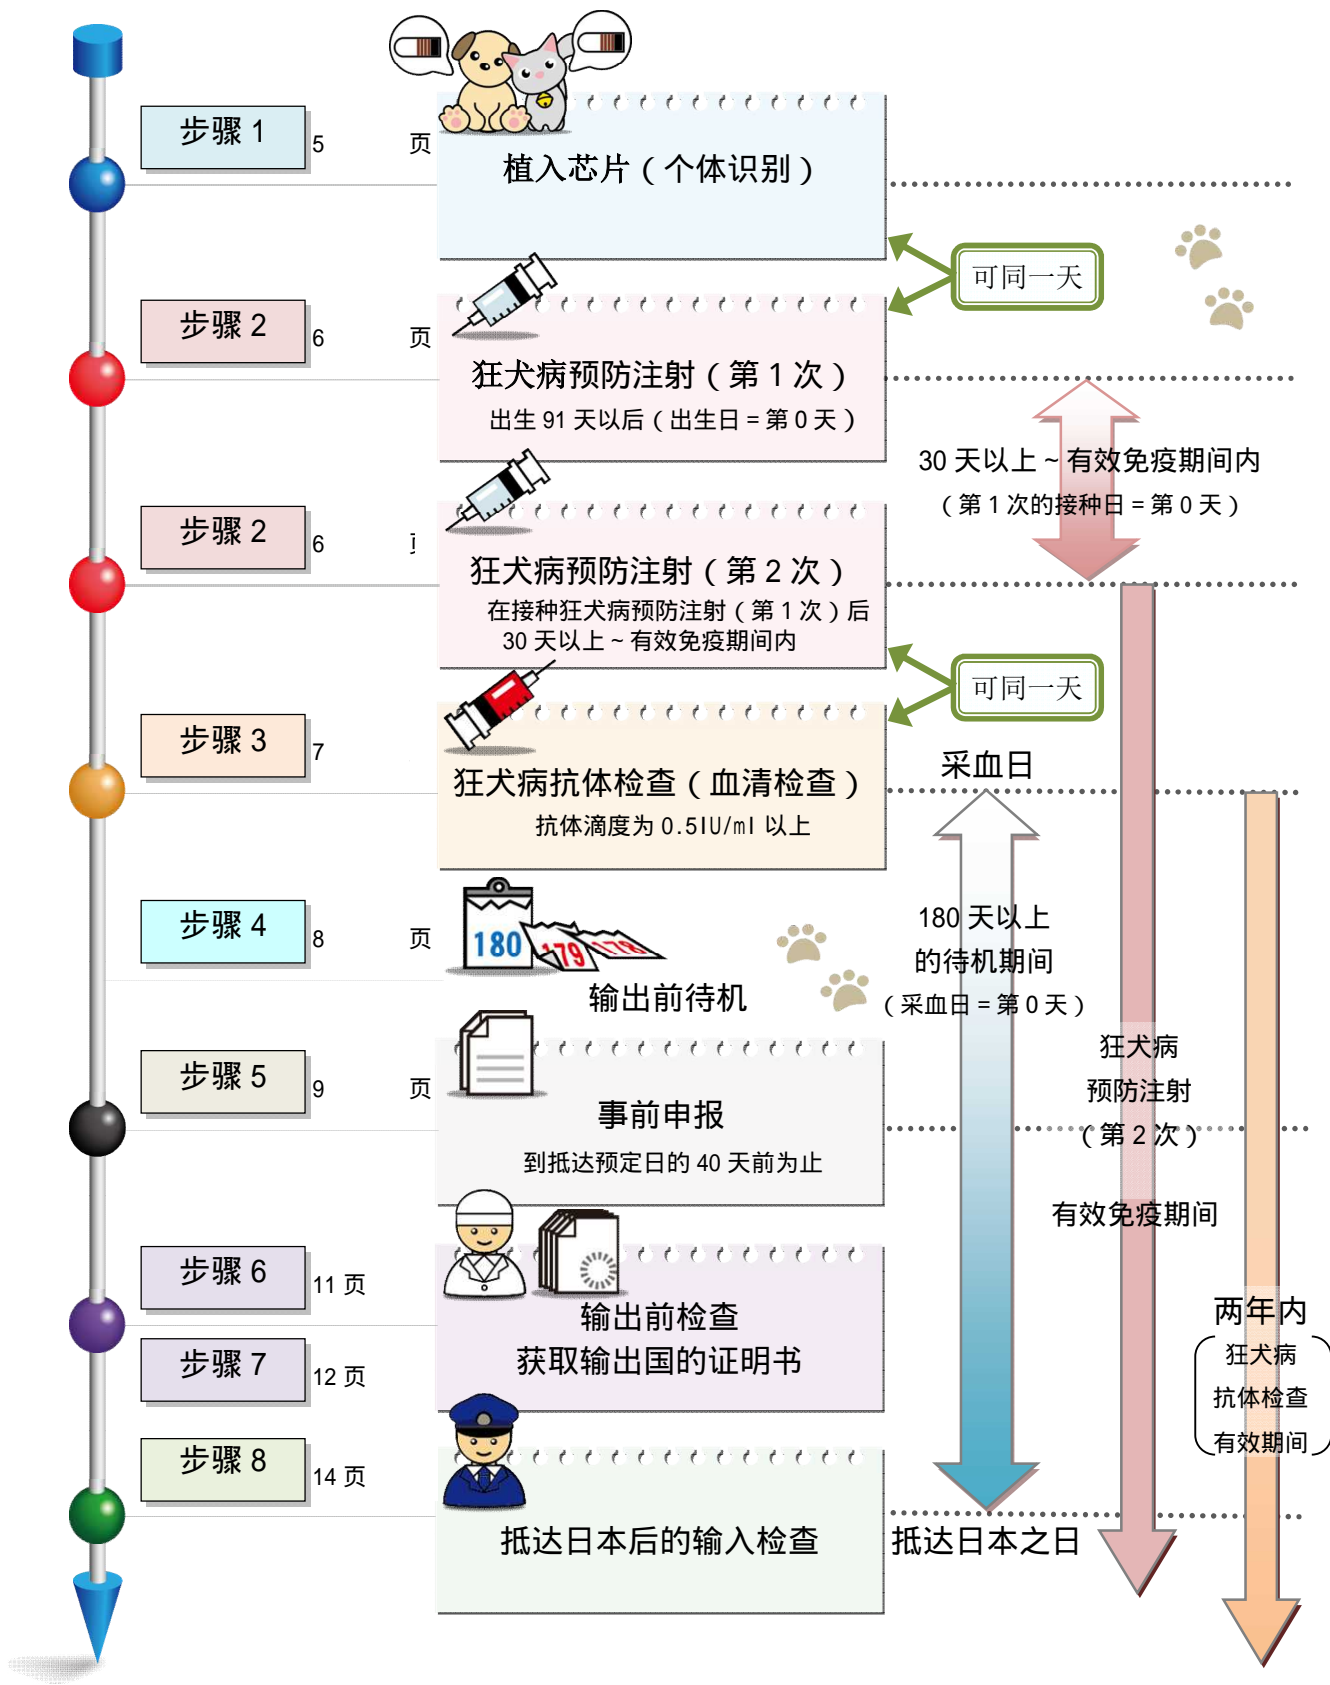 步骤 1
5 页
植入芯片（个体识别）
可同一天
步骤 2
6 页
狂犬病预防注射（第 1 次）
出生 91 天以后（出生日 = 第 0 天）
30 天以上 ~ 有效免疫期间内
（第 1 次的接种日 = 第 0 天）
步骤 2
6
狂犬病预防注射（第 2 次）
在接种狂犬病预防注射（第 1 次）后
30 天以上 ~ 有效免疫期间内
可同一天
步骤 3
7
狂犬病抗体检查（血清检查）
抗体滴度为 0.5IU/ml 以上
采血日
步骤 4
8 页
180
179
178
输出前待机
180 天以上
的待机期间
（采血日 = 第 0 天）
步骤 5
9 页
事前申报
到抵达预定日的 40 天前为止
狂犬病
预防注射
（第 2 次）
有效免疫期间
步骤 6
11 页
输出前检查
获取输出国的证明书
步骤 7
12 页
两年内
狂犬病
抗体检查
有效期间
步骤 8
14 页
抵达日本后的输入检查
抵达日本之日